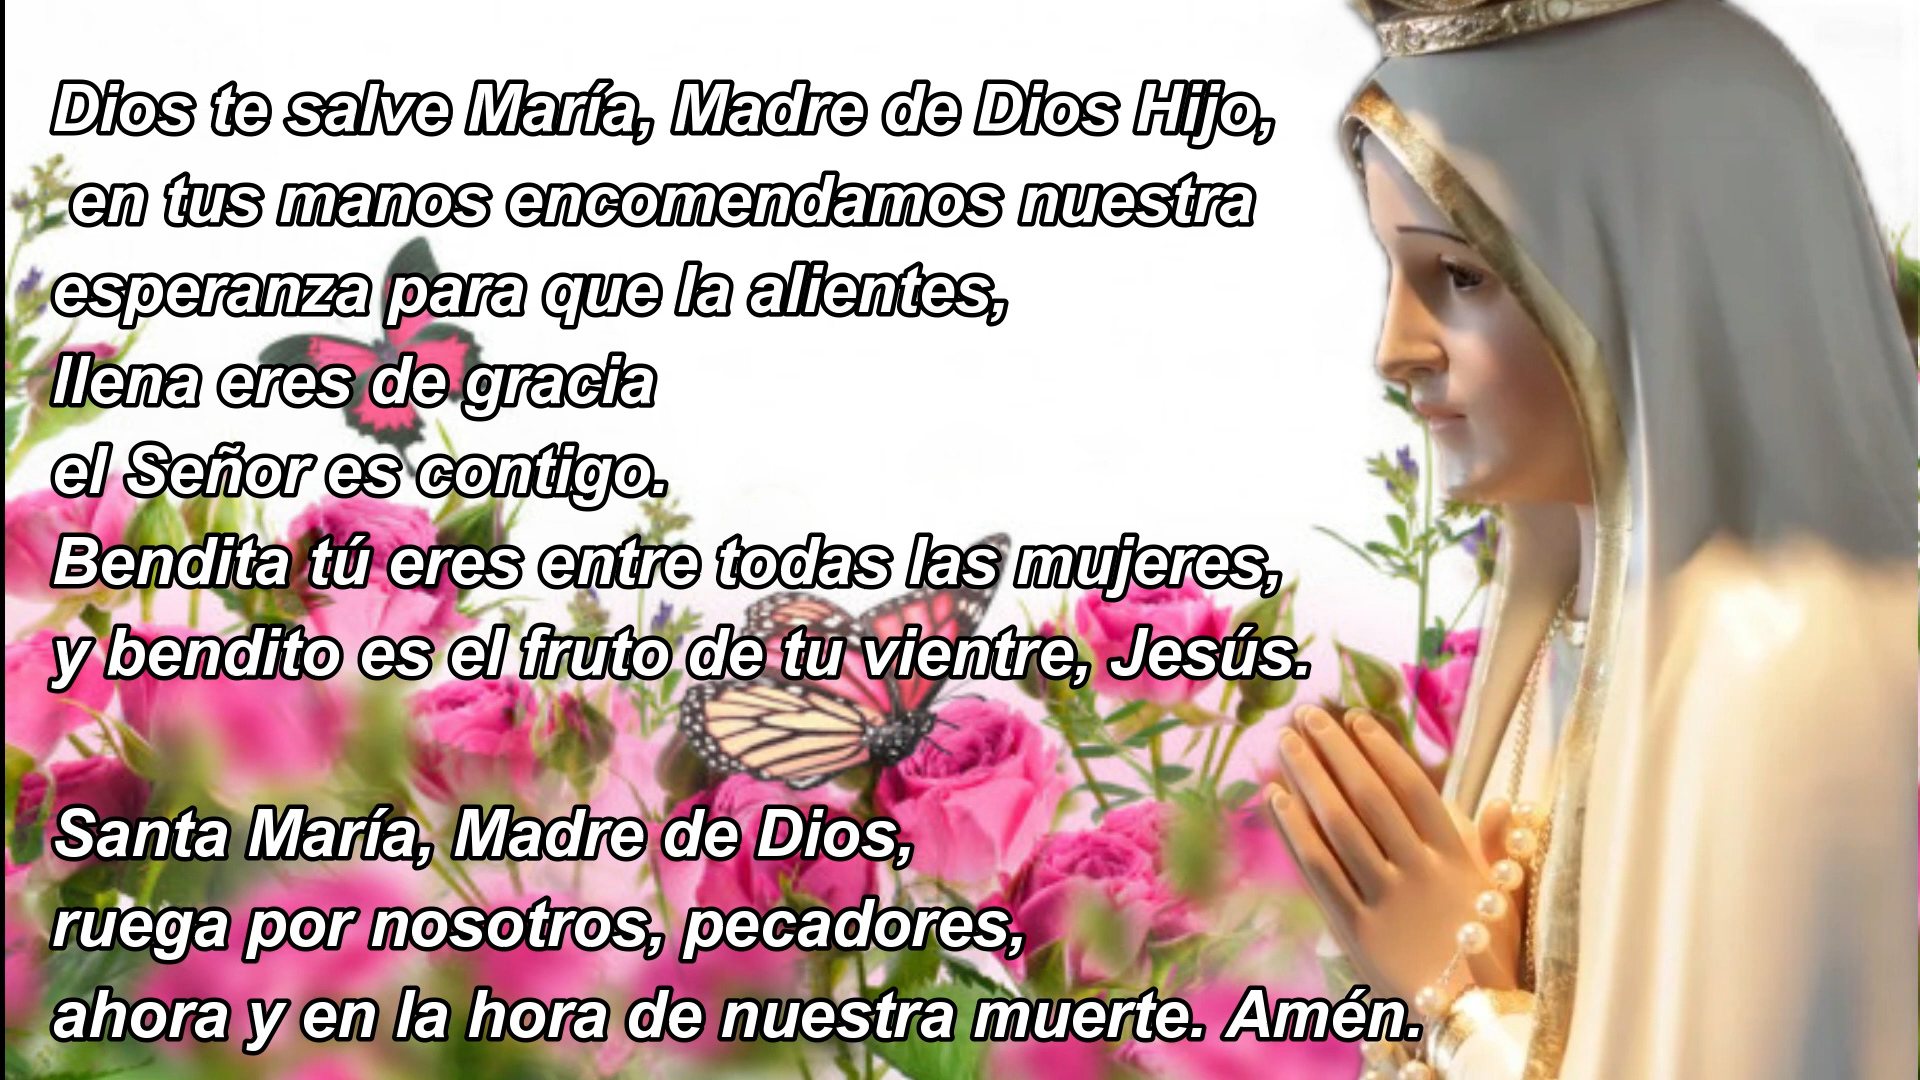 Dios te salve María, Madre de Dios Hijo,
en tus manos encomendamos nuestra
esperanza para que la alientes,
llena eres de gracia
el Señor es contigo.
Bendita tú eres entre todas las mujeres,
y bendito es el fruto de tu vientre, Jesús.
Santa María, Madre de Dios,
ruega por nosotros, pecadores,
ahora y en la hora de nuestra muerte. Amén.